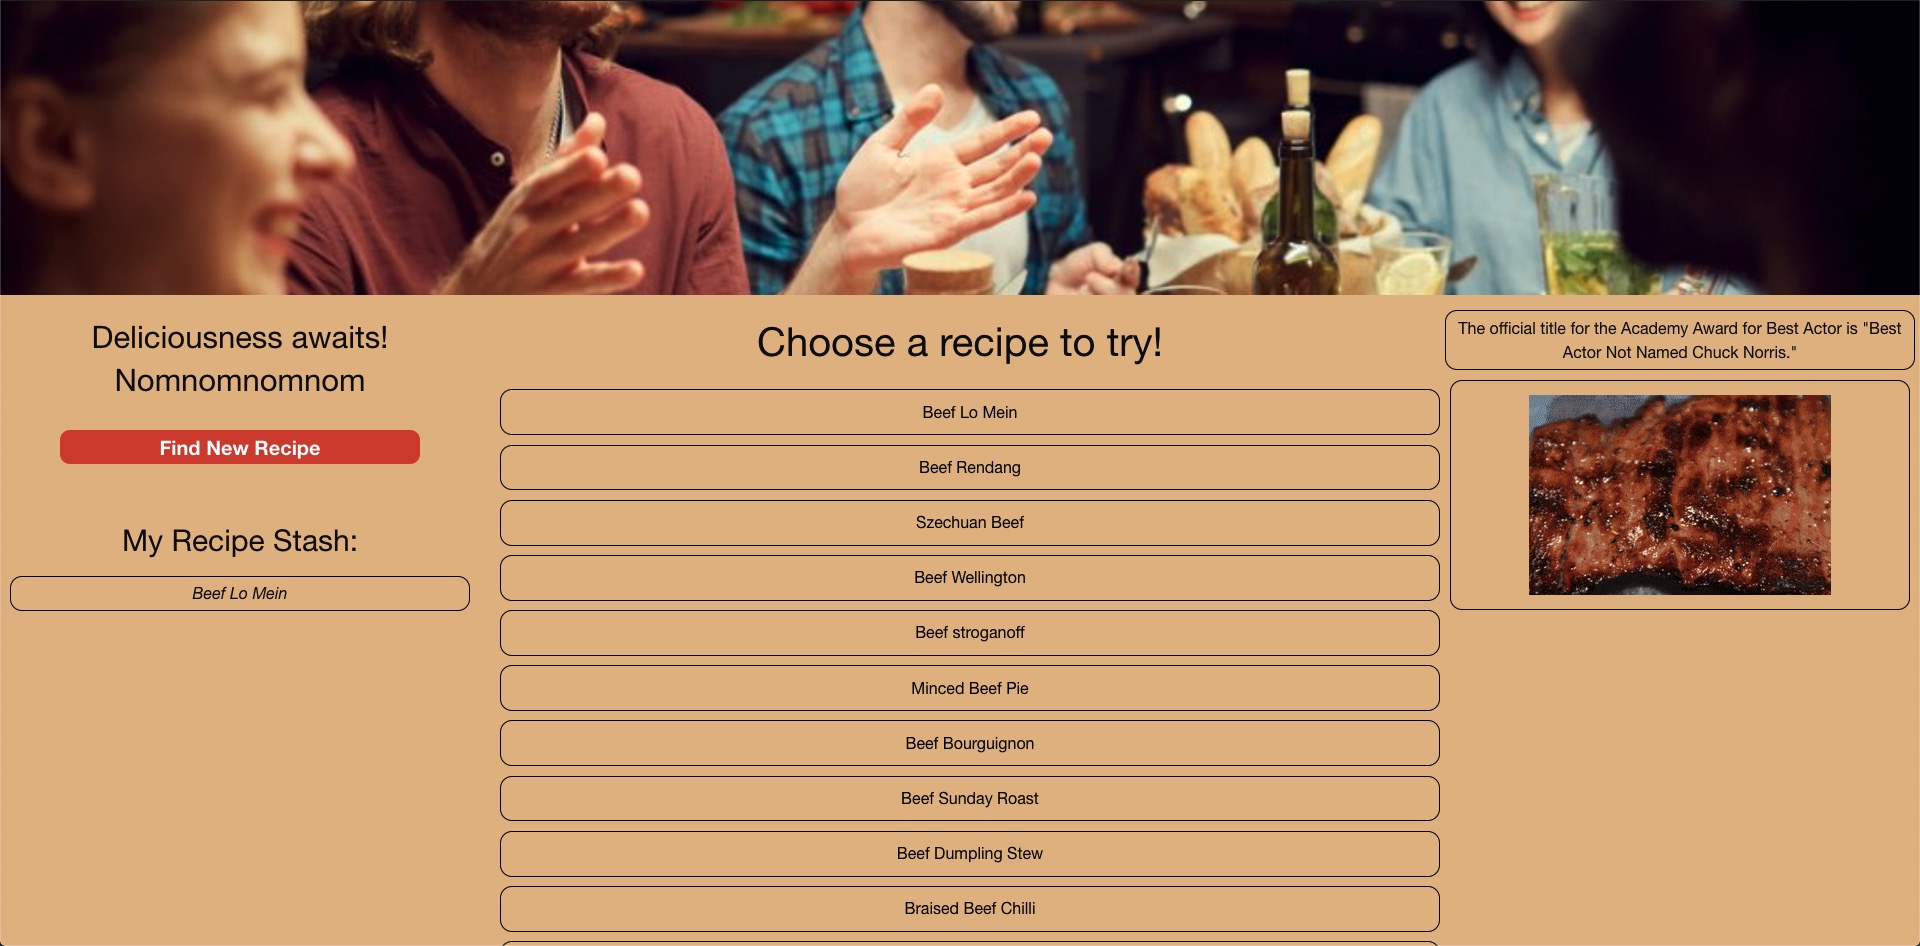 Deliciousness awaits!
Nomnomnomnom
Find New Recipe
My Recipe Stash:
Beef Lo Mein
Choose a recipe to try!
Beef Lo Mein
Beef Rendang
Szechuan Beef
Beef Wellington
Beef stroganoff
Minced Beef Pie
Beef Bourguignon
Beef Sunday Roast
Beef Dumpling Stew
Braised Beef Chilli
The official title for the Academy Award for Best Actor is "Best
Actor Not Named Chuck Norris."